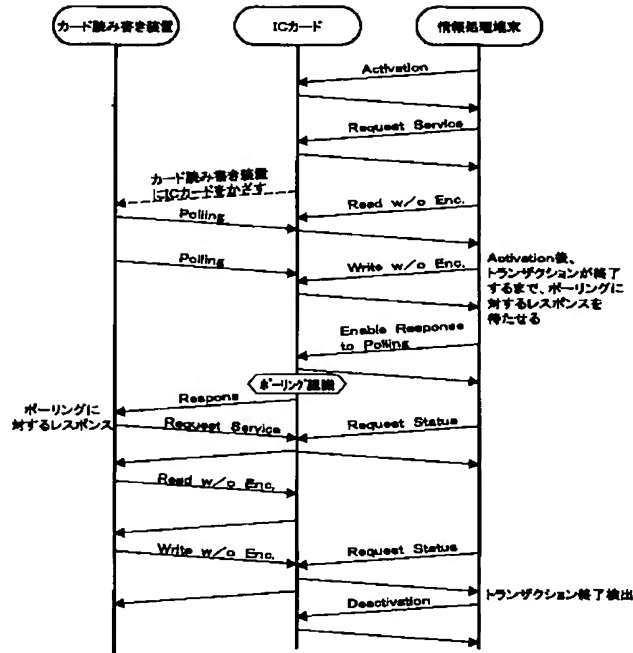 カード読み書き装置
ICカード
情報処理端末
Activation
Request Service
カード読み書き装置
にICカードをかざす
Read w/o Enc.
Polling
Polling
Write w/o Enc.
Activation後、
トランザクションが終了
するまで、ポーリングに
対するレスポンスを
待たせる
Enable Response
to Polling
ポーリング認識
Respons
ポーリングに
対するレスポンス
Request Service
Request Status
Read w/o Enc.
Write w/o Enc.
Request Status
トランザクション終了検出
Deactivation